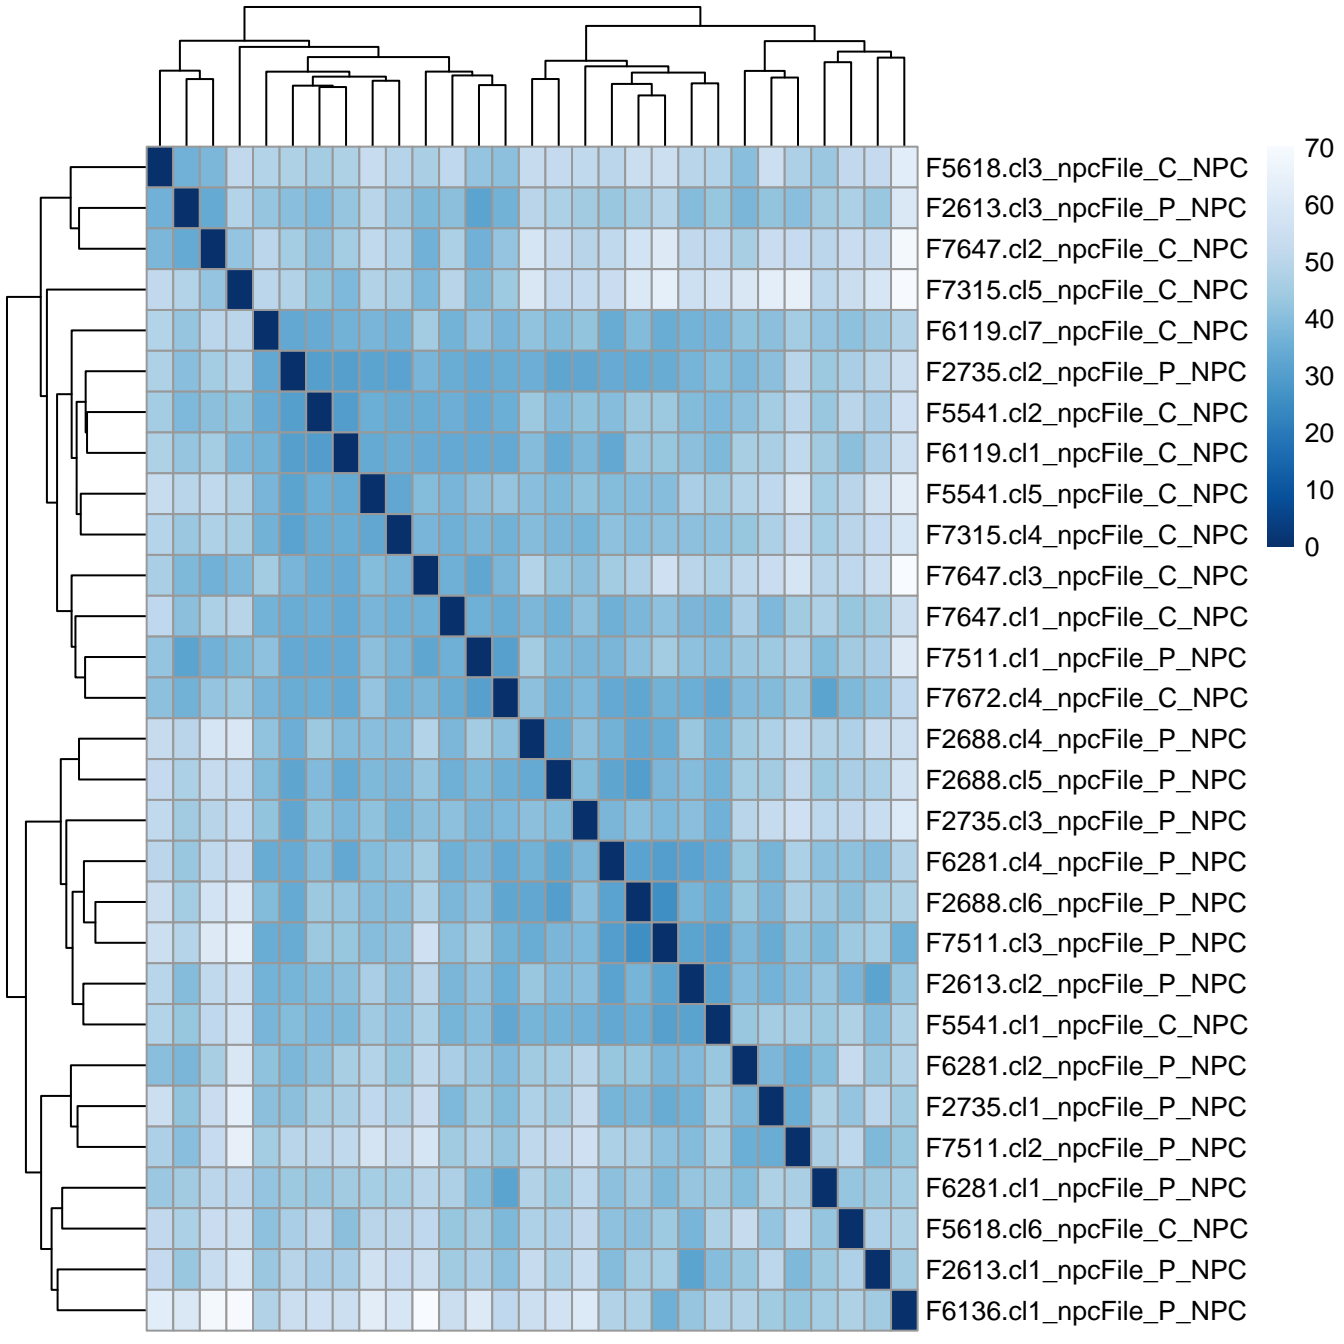 F5618.cl3_npcFile_C_NPC
F2613.cl3_npcFile_P_NPC
F7647.cl2_npcFile_C_NPC
F7315.cl5_npcFile_C_NPC
F6119.cl7_npcFile_C_NPC
F2735.cl2_npcFile_P_NPC
F5541.cl2_npcFile_C_NPC
F6119.cl1_npcFile_C_NPC
F5541.cl5_npcFile_C_NPC
F7315.cl4_npcFile_C_NPC
F7647.cl3_npcFile_C_NPC
F7647.cl1_npcFile_C_NPC
F7511.cl1_npcFile_P_NPC
F7672.cl4_npcFile_C_NPC
F2688.cl4_npcFile_P_NPC
F2688.cl5_npcFile_P_NPC
F2735.cl3_npcFile_P_NPC
F6281.cl4_npcFile_P_NPC
F2688.cl6_npcFile_P_NPC
F7511.cl3_npcFile_P_NPC
F2613.cl2_npcFile_P_NPC
F5541.cl1_npcFile_C_NPC
F6281.cl2_npcFile_P_NPC
F2735.cl1_npcFile_P_NPC
F7511.cl2_npcFile_P_NPC
F6281.cl1_npcFile_P_NPC
F5618.cl6_npcFile_C_NPC
F2613.cl1_npcFile_P_NPC
F6136.cl1_npcFile_P_NPC
70
60
50
40
30
20
10
0